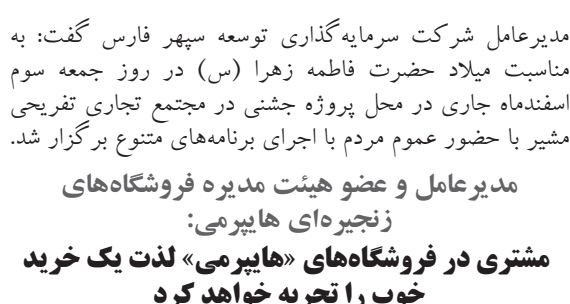 مدیرعامل شرکت سرمایه‌گذاری توسعه سپهر فارس گفت: به
مناسبت میلاد حضرت فاطمه زهرا (س) در روز جمعه سوم
اسفندماه جاری در محل پروژه جشنی در مجتمع تجاری تفریحی
مشیر با حضور عموم مردم با اجرای برنامه‌های متنوع برگزار شد.
مدیرعامل و عضو هیئت مدیره فروشگاه‌های
زنجیره‌ای هایپرمی:
مشتری در فروشگاه‌های «هایپرمی» لذت یک خرید
خوب را تجربه خواهد کرد